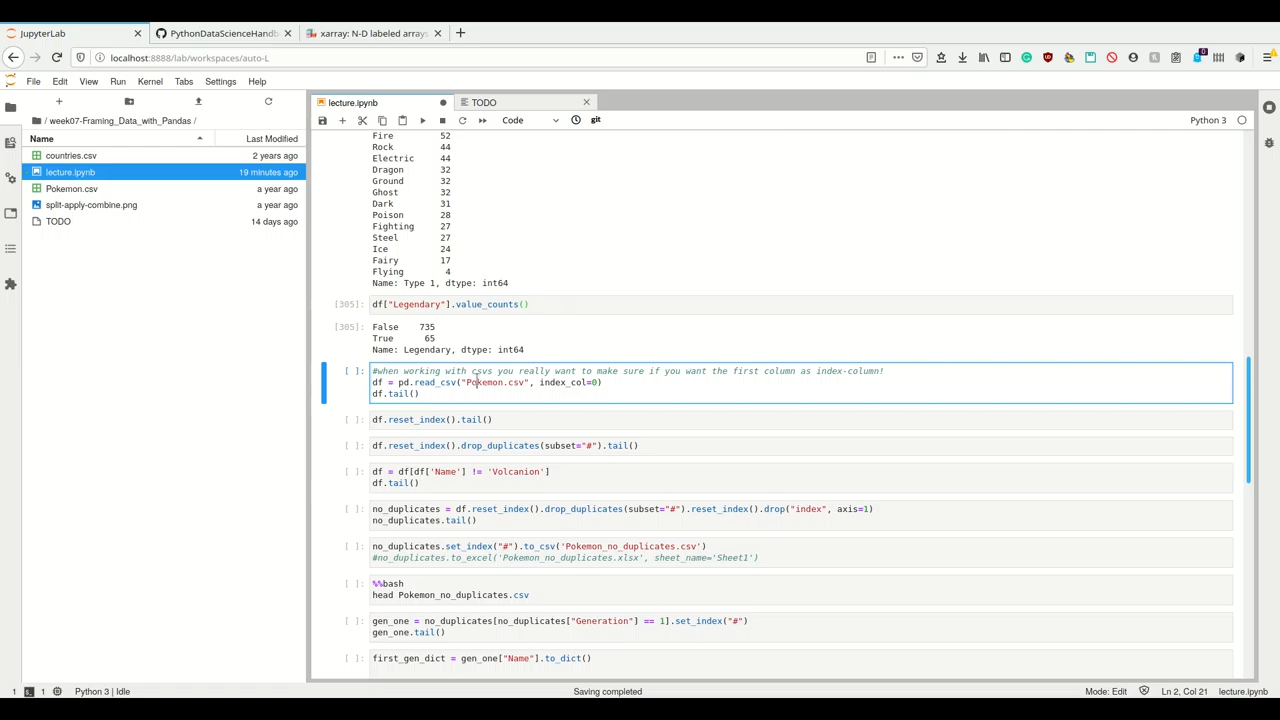 JupyterLab
PythonDataScienceHandb
xarray: N-D labeled arrays
localhost:8888/lab/workspaces/auto-L
File Edit View Run Kernel Tabs Settings Help
week07-Framing_Data_with_Pandas /
Name Last Modified
countries.csv 2 years ago
lecture.ipynb 19 minutes ago
Pokemon.csv a year ago
split-apply-combine.png a year ago
TODO 14 days ago
lecture.ipynb
TODO
Code
git
Python 3
Fire 52
Rock 44
Electric 44
Dragon 32
Ground 32
Ghost 32
Dark 31
Poison 28
Fighting 27
Steel 27
Ice 24
Fairy 17
Flying 4
Name: Type 1, dtype: int64
[305]: df["Legendary"].value_counts()
[305]: False 735
True 65
Name: Legendary, dtype: int64
[ ]: #when working with csvs you really want to make sure if you want the first column as index-column!
df = pd.read_csv("Pokemon.csv", index_col=0)
df.tail()
[ ]: df.reset_index().tail()
[ ]: df.reset_index().drop_duplicates(subset="#").tail()
[ ]: df = df[df['Name'] != 'Volcanion']
df.tail()
[ ]: no_duplicates = df.reset_index().drop_duplicates(subset="#").reset_index().drop("index", axis=1)
no_duplicates.tail()
[ ]: no_duplicates.set_index("#").to_csv('Pokemon_no_duplicates.csv')
#no_duplicates.to_excel('Pokemon_no_duplicates.xlsx', sheet_name='Sheet1')
[ ]: %%bash
head Pokemon_no_duplicates.csv
[ ]: gen_one = no_duplicates[no_duplicates["Generation"] == 1].set_index("#")
gen_one.tail()
[ ]: first_gen_dict = gen_one["Name"].to_dict()
1 1 Python 3 | Idle
Saving completed
Mode: Edit Ln 2, Col 21 lecture.ipynb